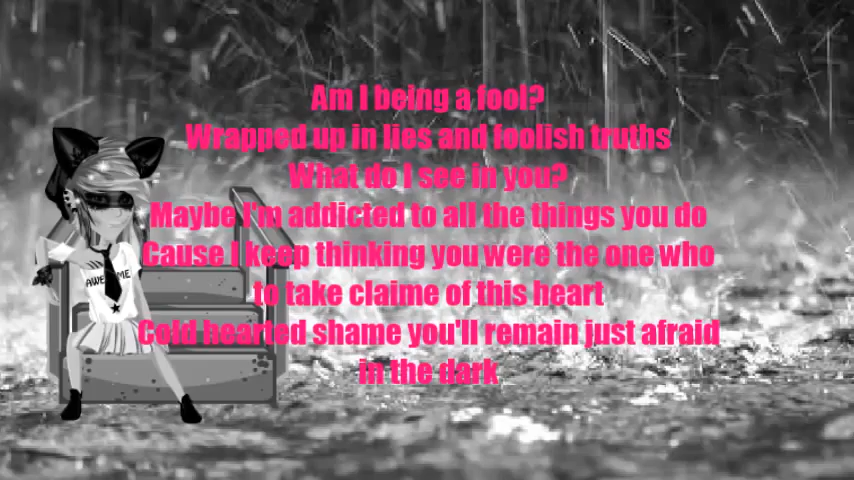 Am I being a fool?
Wrapped up in lies and foolish truths
What do I see in you?
Maybe I'm addicted to all the things you do
Cause I keep thinking you were the one who
to take claime of this heart
Cold hearted shame you'll remain just afraid
in the dark
AWE ME